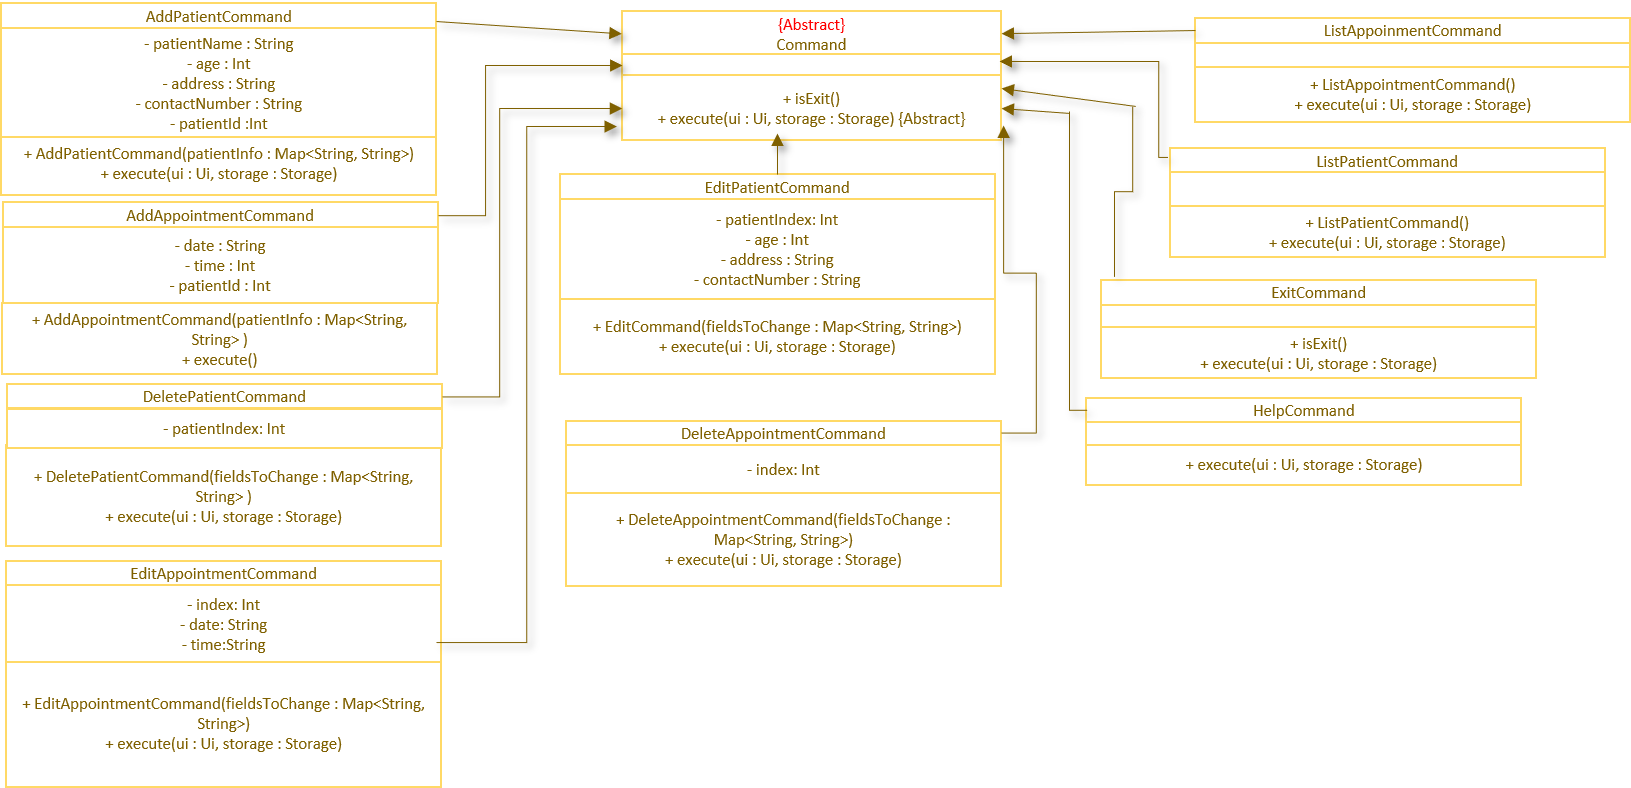 AddPatientCommand
- patientName : String
- age : Int
- address : String
- contactNumber : String
- patientId :Int
+ AddPatientCommand(patientInfo : Map<String, String>)
+ execute(ui : Ui, storage : Storage)
AddAppointmentCommand
- date : String
- time : Int
- patientId : Int
+ AddAppointmentCommand(patientInfo : Map<String,
String> )
+ execute()
DeletePatientCommand
- patientIndex: Int
+ DeletePatientCommand(fieldsToChange : Map<String,
String> )
+ execute(ui : Ui, storage : Storage)
EditAppointmentCommand
- index: Int
- date: String
- time:String
+ EditAppointmentCommand(fieldsToChange : Map<String,
String>)
+ execute(ui : Ui, storage : Storage)
{Abstract}
Command
+ isExit()
+ execute(ui : Ui, storage : Storage) {Abstract}
EditPatientCommand
- patientIndex: Int
- age : Int
- address : String
- contactNumber : String
+ EditCommand(fieldsToChange : Map<String, String>)
+ execute(ui : Ui, storage : Storage)
DeleteAppointmentCommand
- index: Int
+ DeleteAppointmentCommand(fieldsToChange :
Map<String, String>)
+ execute(ui : Ui, storage : Storage)
ListAppoinmentCommand
+ ListAppointmentCommand()
+ execute(ui : Ui, storage : Storage)
ListPatientCommand
+ ListPatientCommand()
+ execute(ui : Ui, storage : Storage)
ExitCommand
+ isExit()
+ execute(ui : Ui, storage : Storage)
HelpCommand
+ execute(ui : Ui, storage : Storage)